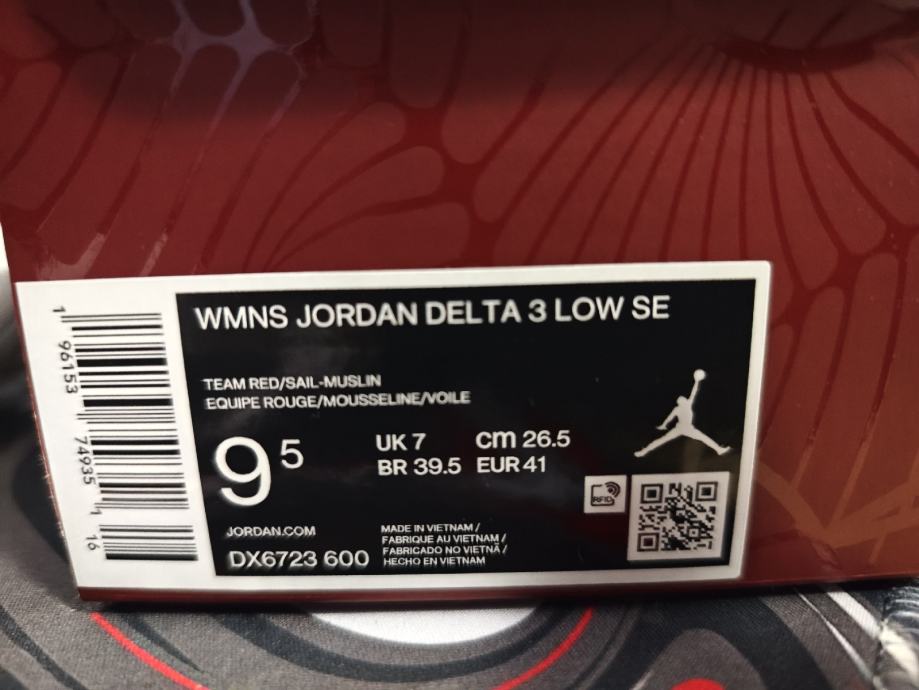 WMNS JORDAN DELTA 3 LOW SE
TEAM RED/SAIL-MUSLIN
EQUIPE ROUGE/MOUSSELINE/VOILE
9 5
UK 7 cm 26.5
BR 39.5 EUR 41
RFID
JORDAN.COM
DX6723 600
MADE IN VIETNAM /
FABRIQUE AU VIETNAM /
FABRICADO NO VIETNÃ /
HECHO EN VIETNAM
1 96153 74935 1 16